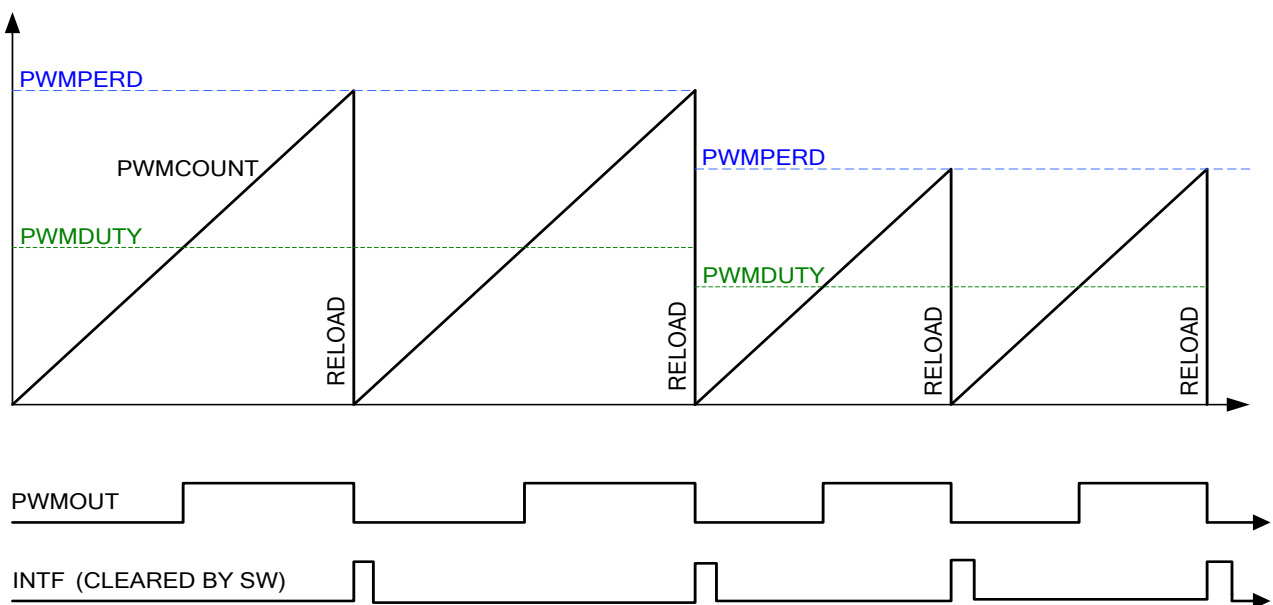 PWMPERD
PWMCOUNT
PWMPERD
PWMDUTY
PWMDUTY
RELOAD
RELOAD
RELOAD
RELOAD
PWMOUT
INTF (CLEARED BY SW)